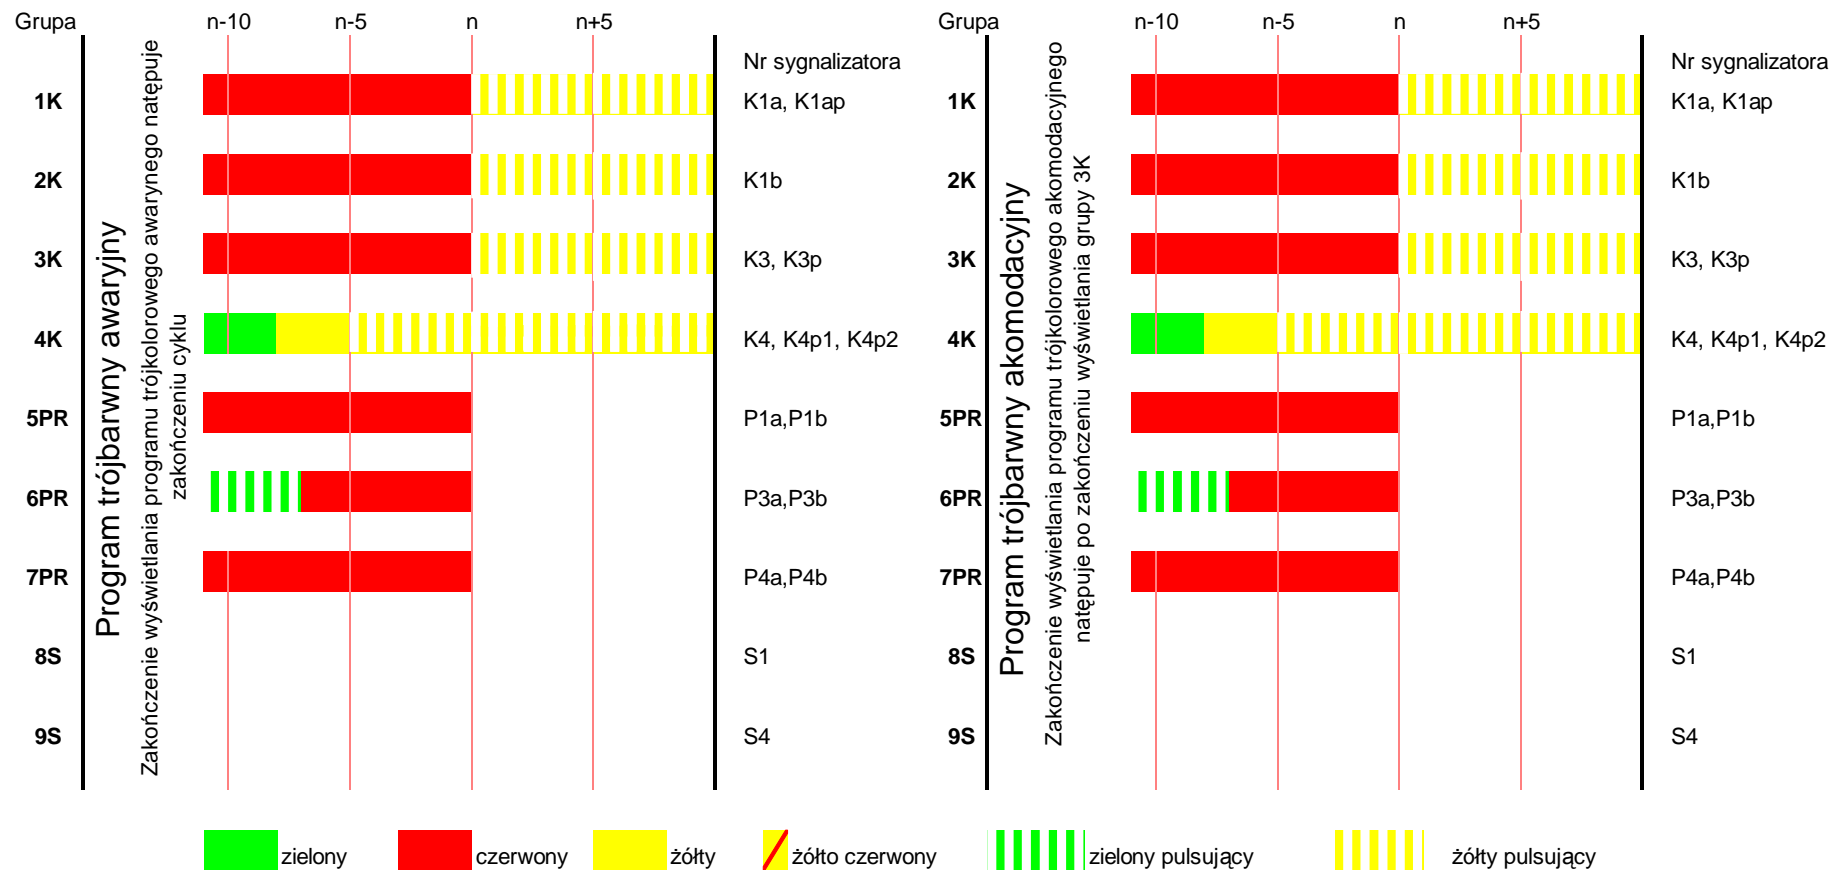 Grupa n-10 n-5 n n+5
Nr sygnalizatora
1K K1a, K1ap
2K K1b
3K K3, K3p
4K K4, K4p1, K4p2
5PR P1a,P1b
6PR P3a,P3b
7PR P4a,P4b
8S S1
9S S4
Program trójbarwny awaryjny
Zakończenie wyświetlania programu trójkolorowego awarynego natępuje
zakończeniu cyklu
Grupa n-10 n-5 n n+5
Nr sygnalizatora
1K K1a, K1ap
2K K1b
3K K3, K3p
4K K4, K4p1, K4p2
5PR P1a,P1b
6PR P3a,P3b
7PR P4a,P4b
8S S1
9S S4
Program trójbarwny akomodacyjny
Zakończenie wyświetlania programu trójkolorowego akomodacyjnego
natępuje po zakończeniu wyświetlania grupy 3K
zielony czerwony żółty żółto czerwony zielony pulsujący żółty pulsujący